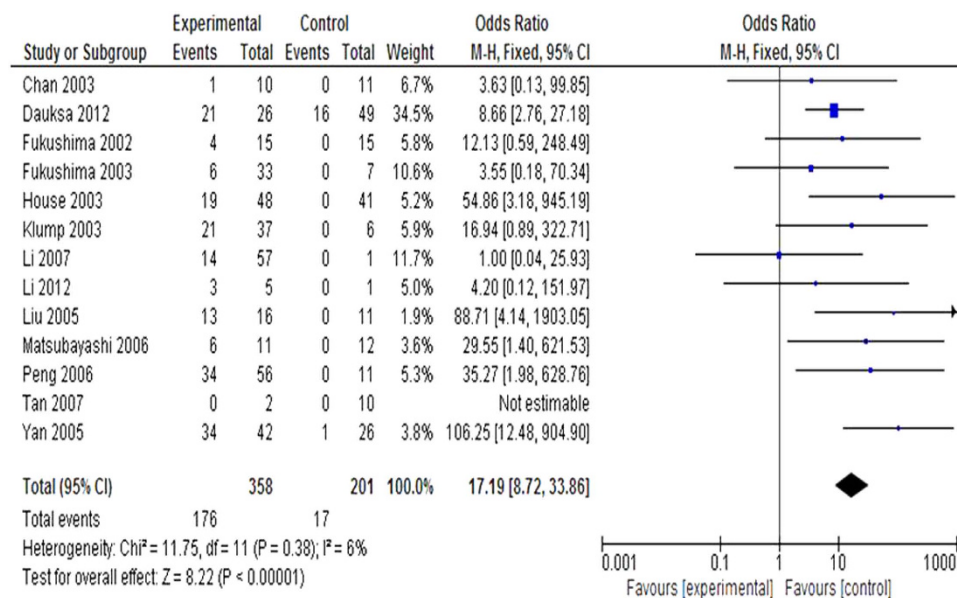 Experimental Control Odds Ratio Odds Ratio
Study or Subgroup Events Total Events Total Weight M-H, Fixed, 95% CI M-H, Fixed, 95% CI
Chan 2003 1 10 0 11 6.7% 3.63 [0.13, 99.85]
Dauksa 2012 21 26 16 49 34.5% 8.66 [2.76, 27.18]
Fukushima 2002 4 15 0 15 5.8% 12.13 [0.59, 248.49]
Fukushima 2003 6 33 0 7 10.6% 3.55 [0.18, 70.34]
House 2003 19 48 0 41 5.2% 54.86 [3.18, 945.19]
Klump 2003 21 37 0 6 5.9% 16.94 [0.89, 322.71]
Li 2007 14 57 0 1 11.7% 1.00 [0.04, 25.93]
Li 2012 3 5 0 1 5.0% 4.20 [0.12, 151.97]
Liu 2005 13 16 0 11 1.9% 88.71 [4.14, 1903.05]
Matsubayashi 2006 6 11 0 12 3.6% 29.55 [1.40, 621.53]
Peng 2006 34 56 0 11 5.3% 35.27 [1.98, 628.76]
Tan 2007 0 2 0 10 Not estimable
Yan 2005 34 42 1 26 3.8% 106.25 [12.48, 904.90]
Total (95% CI) 358 201 100.0% 17.19 [8.72, 33.86]
Total events 176 17
Heterogeneity: Chi² = 11.75, df = 11 (P = 0.38); I² = 6%
Test for overall effect: Z = 8.22 (P < 0.00001)
0.001 0.1 1 10 1000
Favours [experimental] Favours [control]